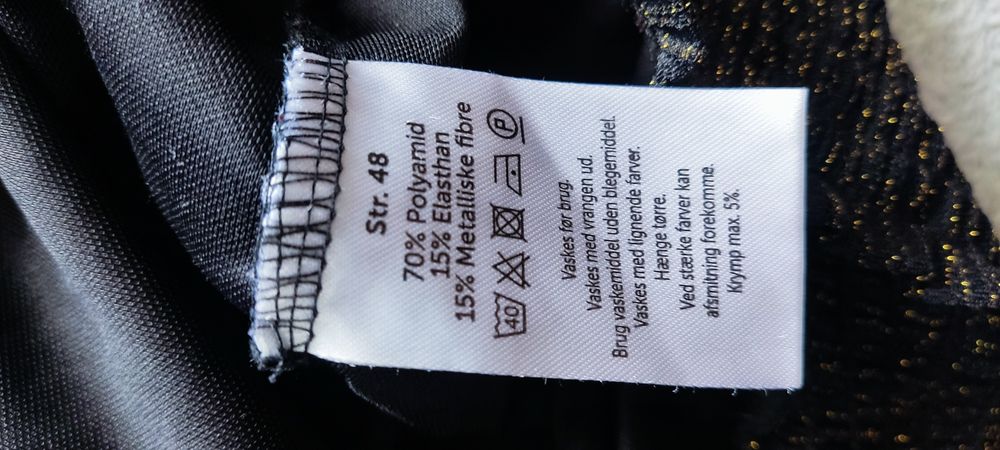 Str. 48
70% Polyamid
15% Elasthan
15% Metalliske fibre
40 P
Vaskes før brug.
Vaskes med vrangen ud.
Brug vaskemiddel uden blegemiddel.
Vaskes med lignende farver.
Hænge tørre.
Ved stærke farver kan
afsmitning forekomme.
Krymp max. 5%.